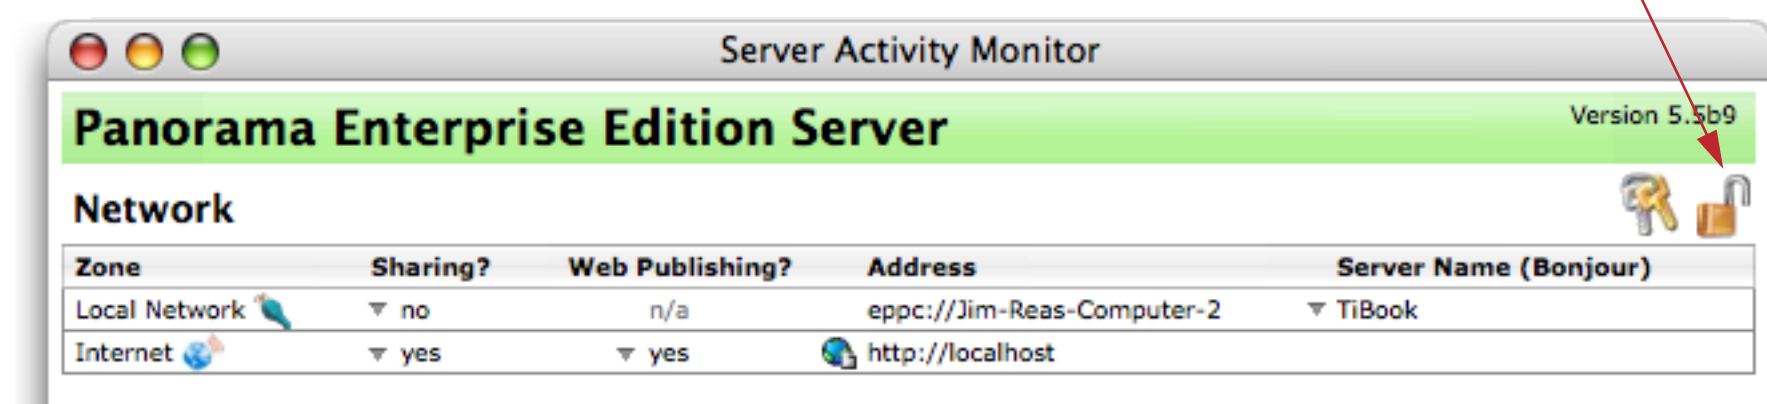 Server Activity Monitor
Panorama Enterprise Edition Server
Version 5.5b9
Network
Zone Sharing? Web Publishing? Address Server Name (Bonjour)
Local Network no n/a eppc://Jim-Reas-Computer-2 TiBook
Internet yes yes http://localhost